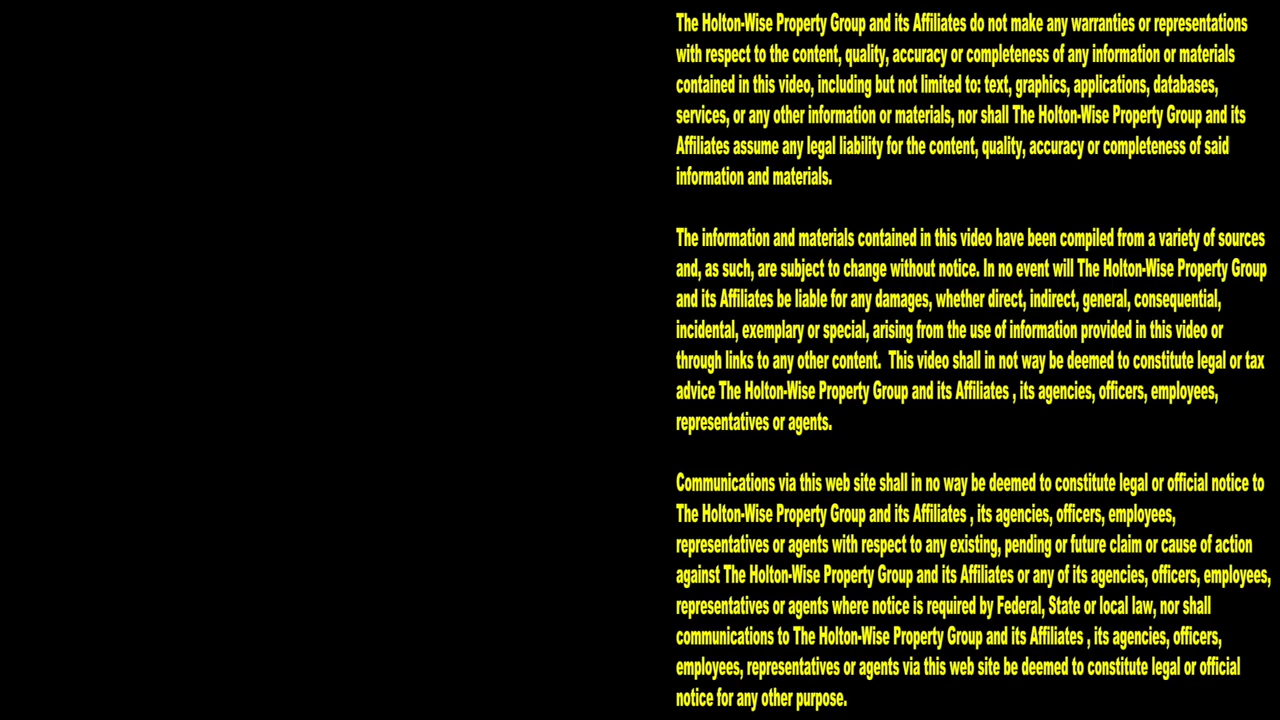 The Holton-Wise Property Group and its Affiliates do not make any warranties or representations
with respect to the content, quality, accuracy or completeness of any information or materials
contained in this video, including but not limited to: text, graphics, applications, databases,
services, or any other information or materials, nor shall The Holton-Wise Property Group and its
Affiliates assume any legal liability for the content, quality, accuracy or completeness of said
information and materials.
The information and materials contained in this video have been compiled from a variety of sources
and, as such, are subject to change without notice. In no event will The Holton-Wise Property Group
and its Affiliates be liable for any damages, whether direct, indirect, general, consequential,
incidental, exemplary or special, arising from the use of information provided in this video or
through links to any other content.  This video shall in not way be deemed to constitute legal or tax
advice The Holton-Wise Property Group and its Affiliates , its agencies, officers, employees,
representatives or agents.
Communications via this web site shall in no way be deemed to constitute legal or official notice to
The Holton-Wise Property Group and its Affiliates , its agencies, officers, employees,
representatives or agents with respect to any existing, pending or future claim or cause of action
against The Holton-Wise Property Group and its Affiliates or any of its agencies, officers, employees,
representatives or agents where notice is required by Federal, State or local law, nor shall
communications to The Holton-Wise Property Group and its Affiliates , its agencies, officers,
employees, representatives or agents via this web site be deemed to constitute legal or official
notice for any other purpose.